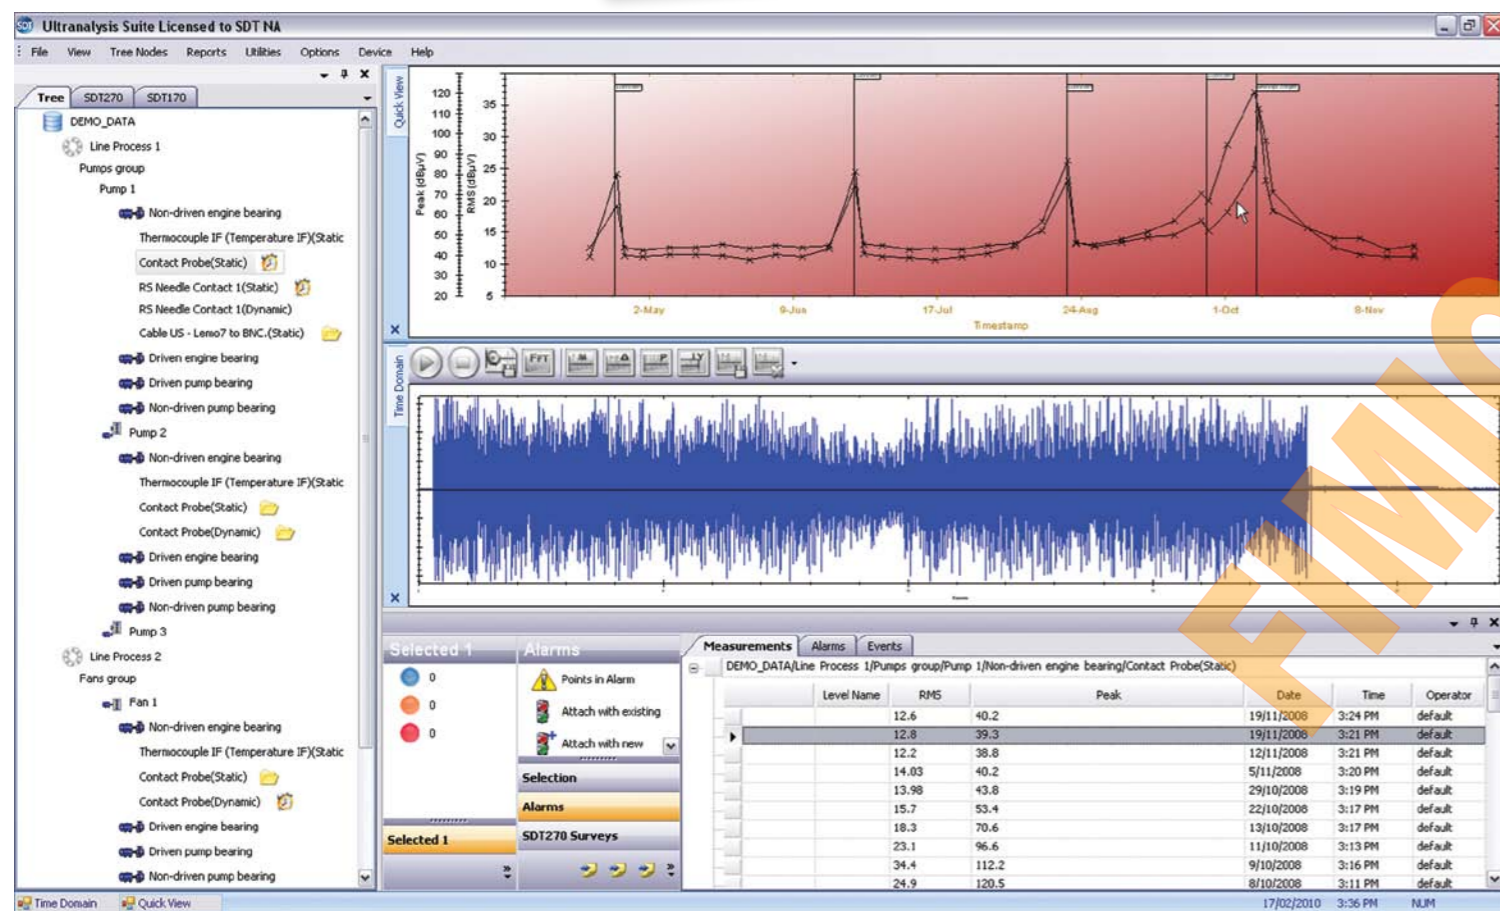 SDT Ultranalysis Suite Licensed to SDT NA
File View Tree Nodes Reports Utilities Options Device Help
Tree SDT270 SDT170
DEMO_DATA
Line Process 1
Pumps group
Pump 1
Non-driven engine bearing
Thermocouple IF (Temperature IF)(Static
Contact Probe(Static)
RS Needle Contact 1(Static)
RS Needle Contact 1(Dynamic)
Cable US - Lemo7 to BNC.(Static)
Driven engine bearing
Driven pump bearing
Non-driven pump bearing
Pump 2
Non-driven engine bearing
Thermocouple IF (Temperature IF)(Static
Contact Probe(Static)
Contact Probe(Dynamic)
Driven engine bearing
Driven pump bearing
Non-driven pump bearing
Pump 3
Line Process 2
Fans group
Fan 1
Non-driven engine bearing
Thermocouple IF (Temperature IF)(Static
Contact Probe(Static)
Contact Probe(Dynamic)
Driven engine bearing
Driven pump bearing
Non-driven pump bearing
Quick View
Peak (dBµV)
120
110
100
90
80
70
60
50
40
30
20
RMS (dBµV)
35
30
25
20
15
10
5
2-May 9-Jun 17-Jul 24-Aug 1-Oct 8-Nov
Timestamp
Time Domain
FFT
Selected 1
0
0
0
Selected 1
Alarms
Points in Alarm
Attach with existing
Attach with new
Selection
Alarms
SDT270 Surveys
Measurements Alarms Events
DEMO_DATA/Line Process 1/Pumps group/Pump 1/Non-driven engine bearing/Contact Probe(Static)
Level Name RMS Peak Date Time Operator
12.6 40.2 19/11/2008 3:24 PM default
12.8 39.3 19/11/2008 3:21 PM default
12.2 38.8 12/11/2008 3:21 PM default
14.03 40.2 5/11/2008 3:20 PM default
13.98 43.8 29/10/2008 3:19 PM default
15.7 53.4 22/10/2008 3:17 PM default
18.3 70.6 13/10/2008 3:17 PM default
23.1 96.6 11/10/2008 3:13 PM default
34.4 112.2 9/10/2008 3:16 PM default
24.9 120.5 8/10/2008 3:11 PM default
Time Domain Quick View 17/02/2010 3:36 PM NUM